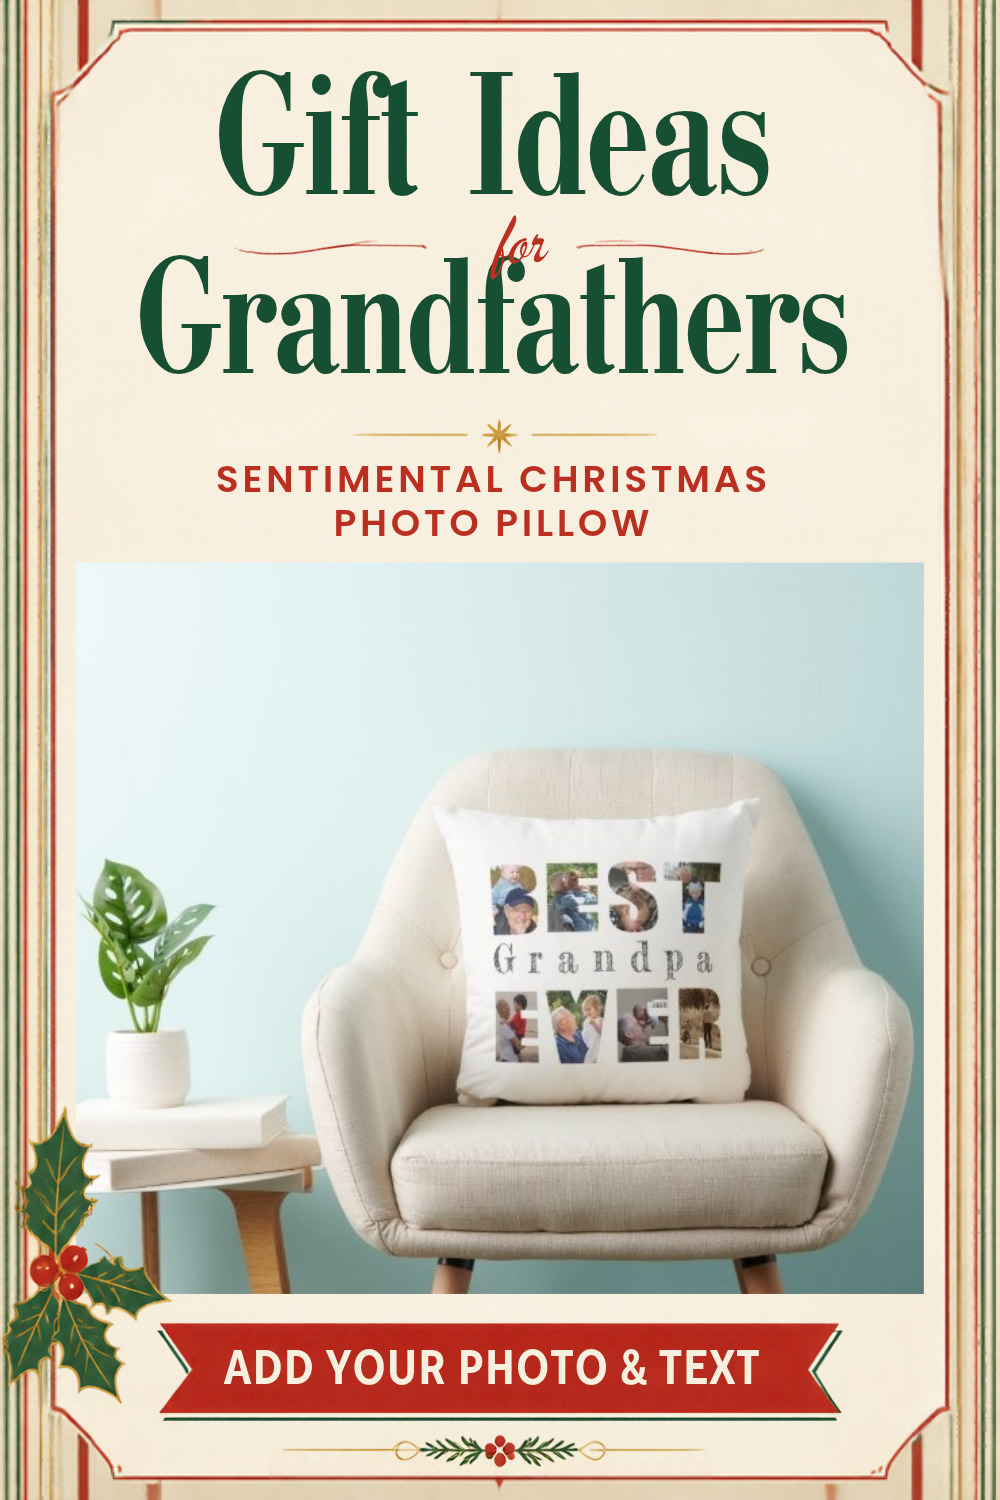 Gift Ideas
for
Grandfathers
SENTIMENTAL CHRISTMAS
PHOTO PILLOW
BEST
Grandpa
EVER
ADD YOUR PHOTO & TEXT